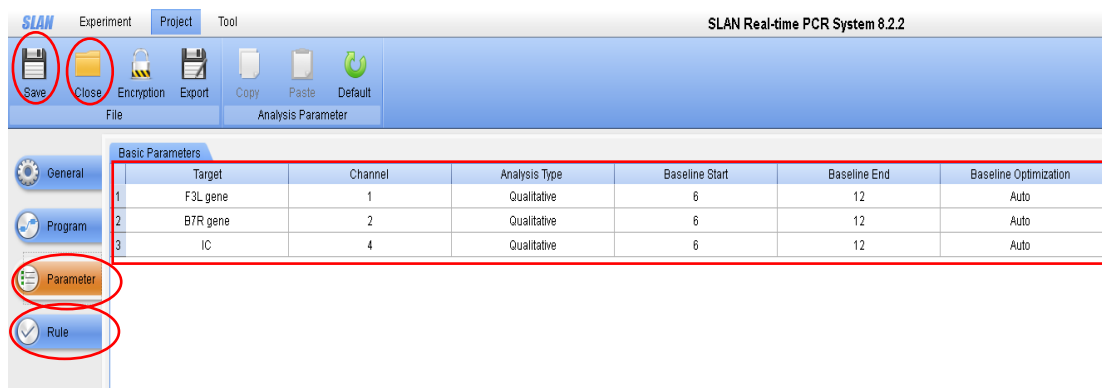 SLAN Experiment Project Tool SLAN Real-time PCR System 8.2.2
Save Close Encryption Export Copy Paste Default
File Analysis Parameter
General
Program
Parameter
Rule
Basic Parameters
Target Channel Analysis Type Baseline Start Baseline End Baseline Optimization
1 F3L gene 1 Qualitative 6 12 Auto
2 B7R gene 2 Qualitative 6 12 Auto
3 IC 4 Qualitative 6 12 Auto